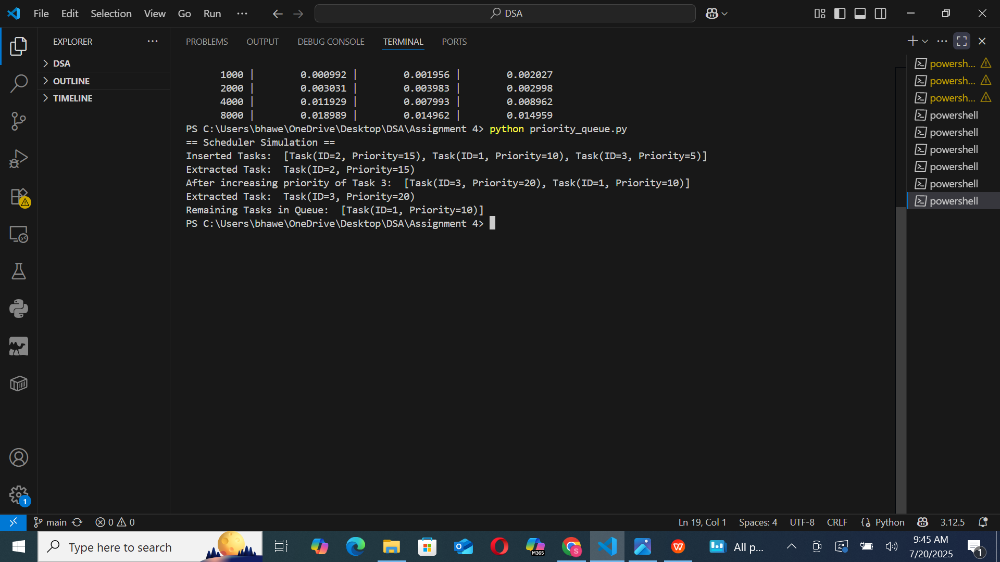 File Edit Selection View Go Run ··· DSA
EXPLORER ···
DSA
OUTLINE
TIMELINE
PROBLEMS OUTPUT DEBUG CONSOLE TERMINAL PORTS
1000 | 0.000992 | 0.001956 | 0.002027
2000 | 0.003031 | 0.003983 | 0.002998
4000 | 0.011929 | 0.007993 | 0.008962
8000 | 0.018989 | 0.014962 | 0.014959
PS C:\Users\bhawe\OneDrive\Desktop\DSA\Assignment 4> python priority_queue.py
== Scheduler Simulation ==
Inserted Tasks:  [Task(ID=2, Priority=15), Task(ID=1, Priority=10), Task(ID=3, Priority=5)]
Extracted Task:  Task(ID=2, Priority=15)
After increasing priority of Task 3:  [Task(ID=3, Priority=20), Task(ID=1, Priority=10)]
Extracted Task:  Task(ID=3, Priority=20)
Remaining Tasks in Queue:  [Task(ID=1, Priority=10)]
PS C:\Users\bhawe\OneDrive\Desktop\DSA\Assignment 4>
powersh...
powersh...
powersh...
powershell
powershell
powershell
powershell
powershell
powershell
1
main 0 0 Ln 19, Col 1 Spaces: 4 UTF-8 CRLF Python 3.12.5
Type here to search
M365
S
W
All p...
9:45 AM
7/20/2025
1